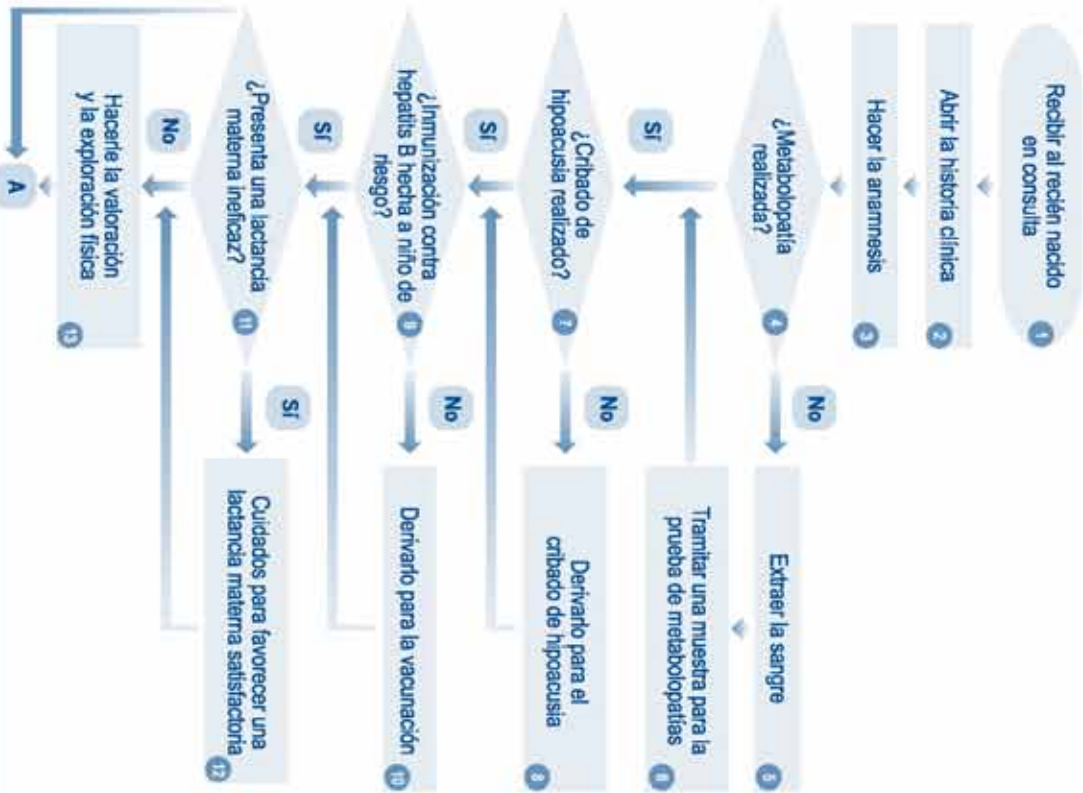 Recibir al recién nacido
en consulta
1
Abrir la historia clínica
2
Hacer la anamnesis
3
¿Metabolopatía
realizada?
4
No
Extraer la sangre
5
Tramitar una muestra para la
prueba de metabolopatías
6
Sí
¿Cribado de
hipoacusia realizado?
7
No
Derivarlo para el
cribado de hipoacusia
8
Sí
¿Inmunización contra
hepatits B hecha a niño de
riesgo?
9
No
Derivarlo para la vacunación
10
Sí
¿Presenta una lactancia
materna ineficaz?
11
Sí
Cuidados para favorecer una
lactancia materna satisfactoria
12
No
Hacerle la valoración
y la exploración física
13
A